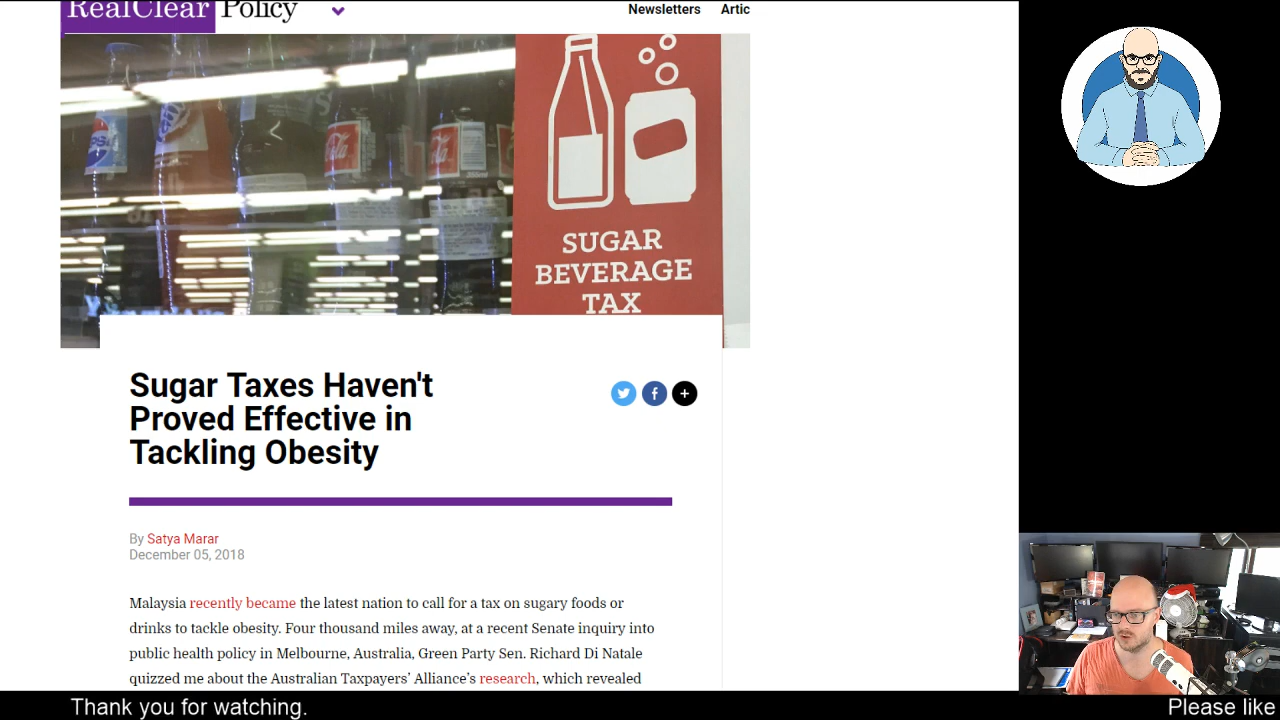 RealClear Policy
Newsletters Artic
SUGAR
BEVERAGE
TAX
Sugar Taxes Haven't
Proved Effective in
Tackling Obesity
By Satya Marar
December 05, 2018
Malaysia recently became the latest nation to call for a tax on sugary foods or
drinks to tackle obesity. Four thousand miles away, at a recent Senate inquiry into
public health policy in Melbourne, Australia, Green Party Sen. Richard Di Natale
quizzed me about the Australian Taxpayers' Alliance's research, which revealed
Thank you for watching.
Please like